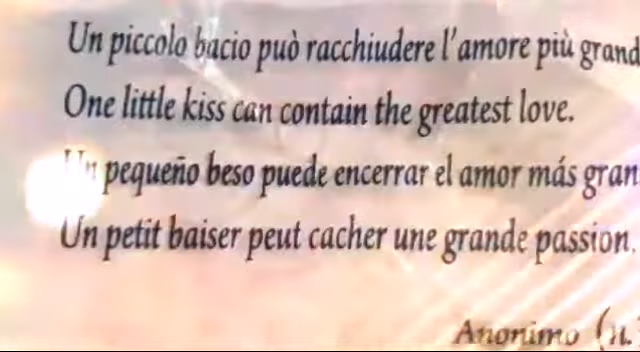 Un piccolo bacio può racchiudere l'amore più grand
One little kiss can contain the greatest love.
Un pequeño beso puede encerrar el amor más gran
Un petit baiser peut cacher une grande passion.
Anonimo (n.